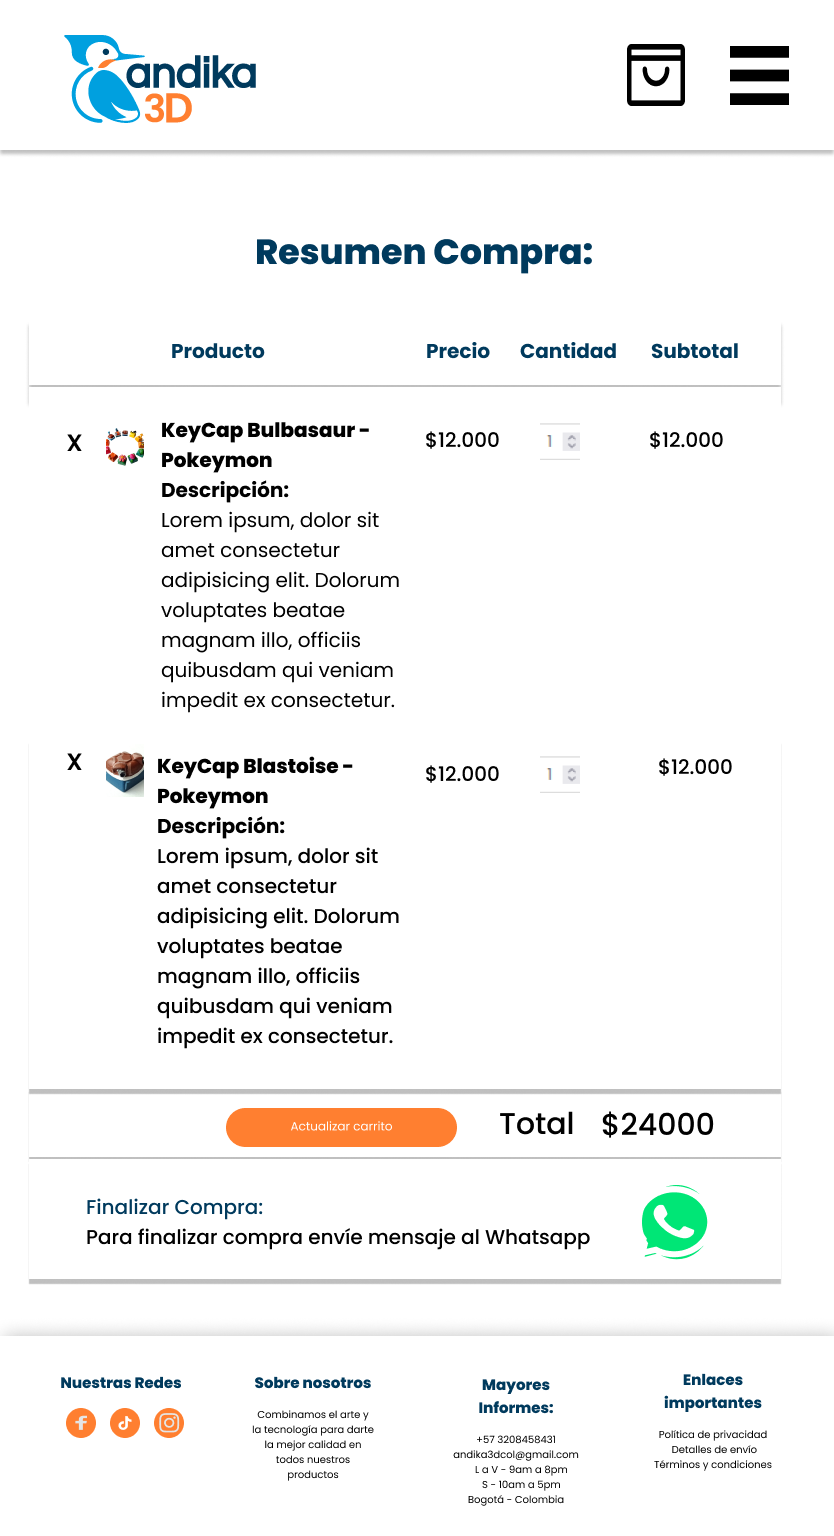 andika
3D
Resumen Compra:
Producto Precio Cantidad Subtotal
X KeyCap Bulbasaur - $12.000 1 $12.000
Pokeymon
Descripción:
Lorem ipsum, dolor sit
amet consectetur
adipisicing elit. Dolorum
voluptates beatae
magnam illo, officiis
quibusdam qui veniam
impedit ex consectetur.
X KeyCap Blastoise - $12.000 1 $12.000
Pokeymon
Descripción:
Lorem ipsum, dolor sit
amet consectetur
adipisicing elit. Dolorum
voluptates beatae
magnam illo, officiis
quibusdam qui veniam
impedit ex consectetur.
Actualizar carrito Total $24000
Finalizar Compra:
Para finalizar compra envíe mensaje al Whatsapp
Nuestras Redes
Sobre nosotros
Combinamos el arte y
la tecnología para darte
la mejor calidad en
todos nuestros
productos
Mayores
Informes:
+57 3208458431
andika3dcol@gmail.com
L a V - 9am a 8pm
S - 10am a 5pm
Bogotá - Colombia
Enlaces
importantes
Política de privacidad
Detalles de envío
Términos y condiciones